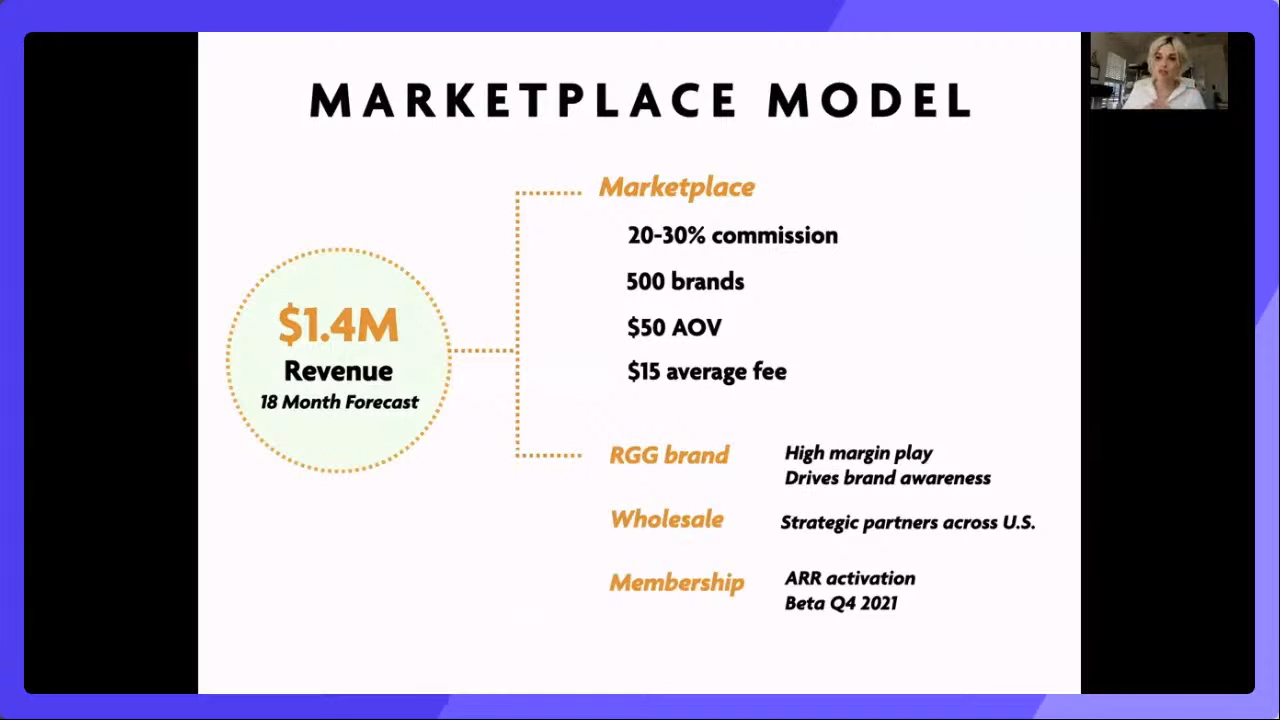 MARKETPLACE MODEL
Marketplace
20-30% commission
500 brands
$50 AOV
$15 average fee
$1.4M
Revenue
18 Month Forecast
RGG brand
High margin play
Drives brand awareness
Wholesale
Strategic partners across U.S.
Membership
ARR activation
Beta Q4 2021